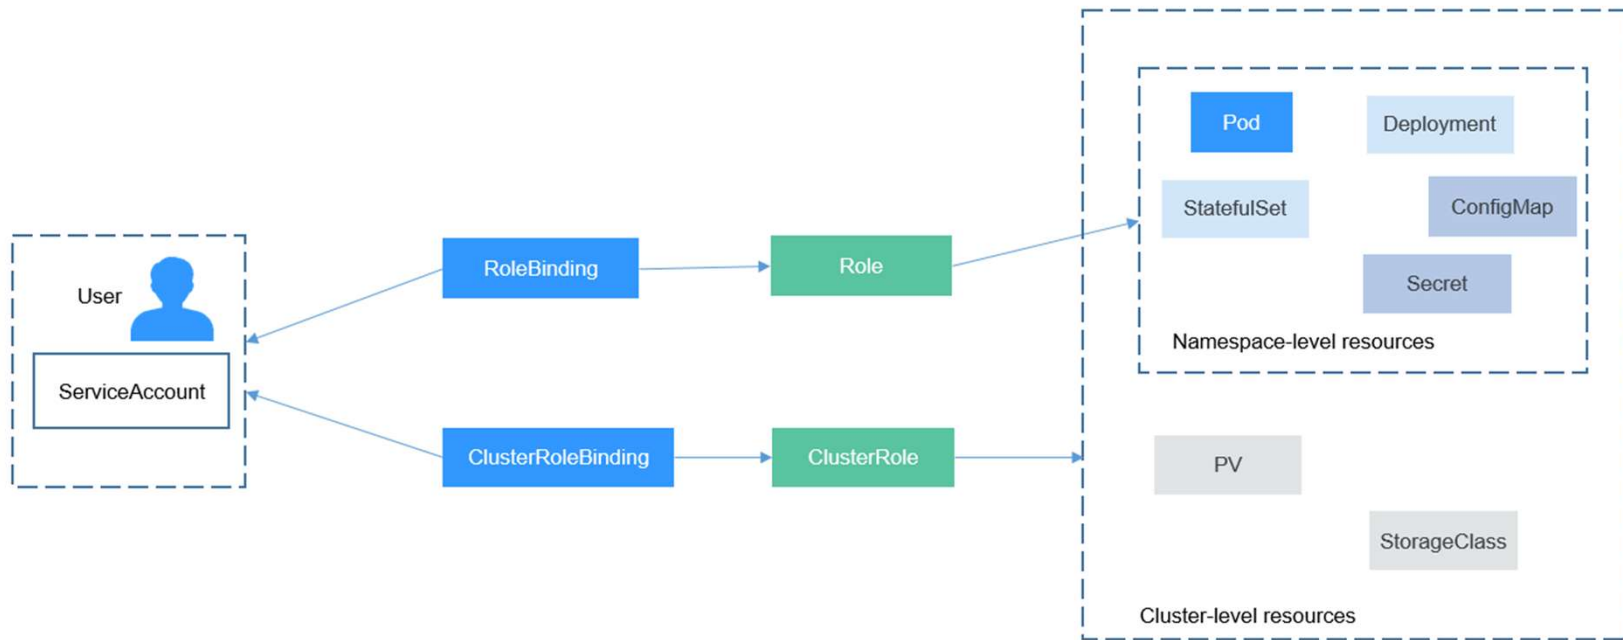 User
ServiceAccount
RoleBinding
Role
ClusterRoleBinding
ClusterRole
Pod
Deployment
StatefulSet
ConfigMap
Secret
Namespace-level resources
PV
StorageClass
Cluster-level resources